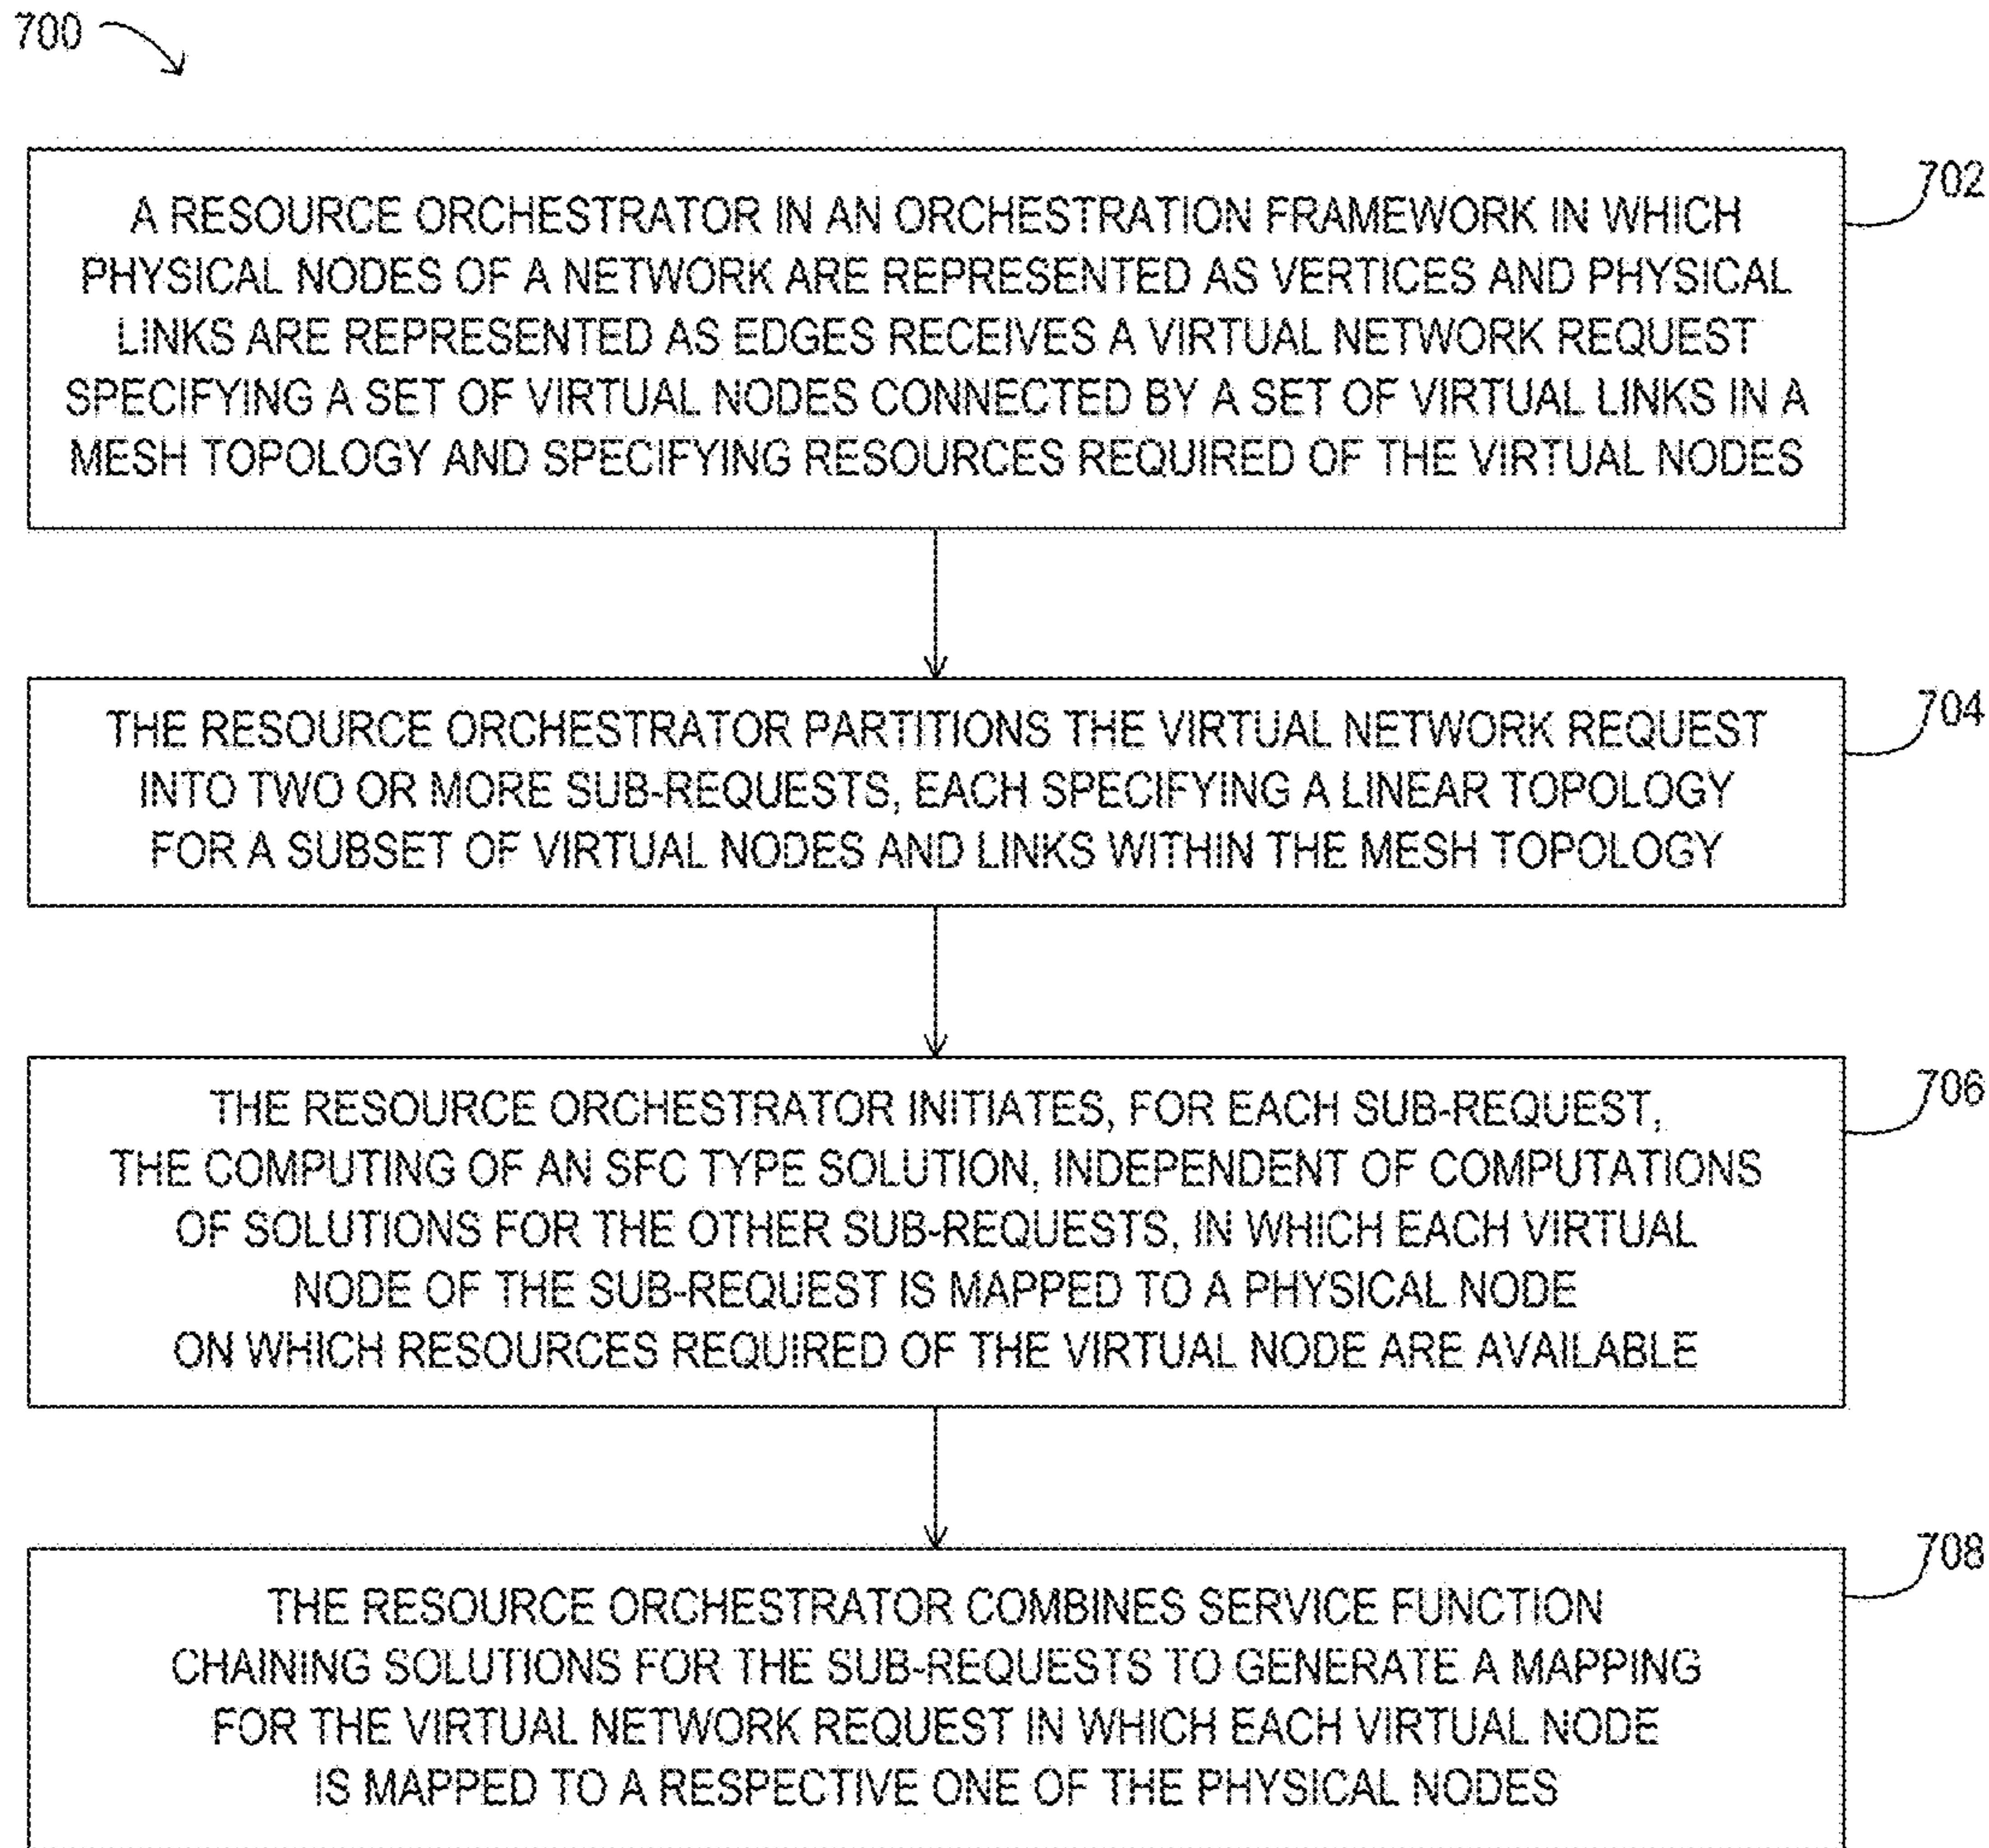 700
702
A RESOURCE ORCHESTRATOR IN AN ORCHESTRATION FRAMEWORK IN WHICH
PHYSICAL NODES OF A NETWORK ARE REPRESENTED AS VERTICES AND PHYSICAL
LINKS ARE REPRESENTED AS EDGES RECEIVES A VIRTUAL NETWORK REQUEST
SPECIFYING A SET OF VIRTUAL NODES CONNECTED BY A SET OF VIRTUAL LINKS IN A
MESH TOPOLOGY AND SPECIFYING RESOURCES REQUIRED OF THE VIRTUAL NODES
704
THE RESOURCE ORCHESTRATOR PARTITIONS THE VIRTUAL NETWORK REQUEST
INTO TWO OR MORE SUB-REQUESTS, EACH SPECIFYING A LINEAR TOPOLOGY
FOR A SUBSET OF VIRTUAL NODES AND LINKS WITHIN THE MESH TOPOLOGY
706
THE RESOURCE ORCHESTRATOR INITIATES, FOR EACH SUB-REQUEST,
THE COMPUTING OF AN SFC TYPE SOLUTION, INDEPENDENT OF COMPUTATIONS
OF SOLUTIONS FOR THE OTHER SUB-REQUESTS, IN WHICH EACH VIRTUAL
NODE OF THE SUB-REQUEST IS MAPPED TO A PHYSICAL NODE
ON WHICH RESOURCES REQUIRED OF THE VIRTUAL NODE ARE AVAILABLE
708
THE RESOURCE ORCHESTRATOR COMBINES SERVICE FUNCTION
CHAINING SOLUTIONS FOR THE SUB-REQUESTS TO GENERATE A MAPPING
FOR THE VIRTUAL NETWORK REQUEST IN WHICH EACH VIRTUAL NODE
IS MAPPED TO A RESPECTIVE ONE OF THE PHYSICAL NODES